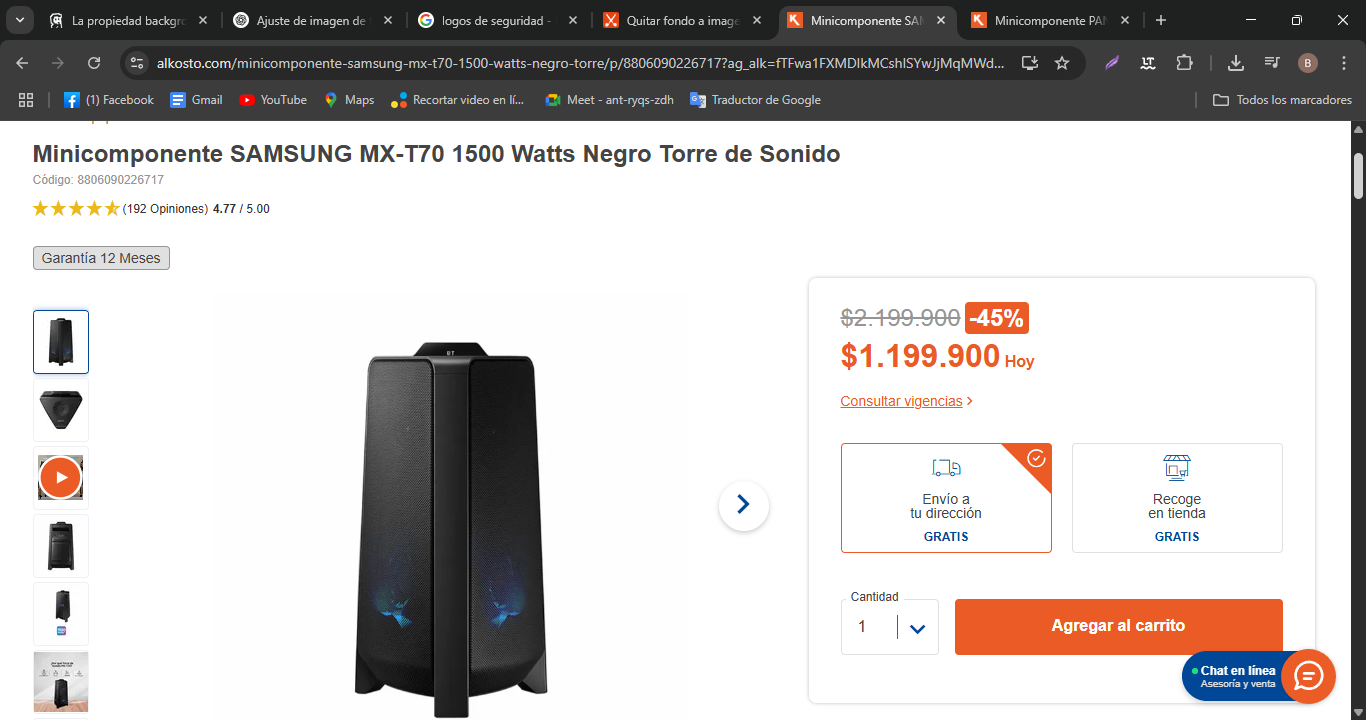 La propiedad backgr
Ajuste de imagen de
logos de seguridad -
Quitar fondo a image
Minicomponente SA
Minicomponente PA
alkosto.com/minicomponente-samsung-mx-t70-1500-watts-negro-torre/p/8806090226717?ag_alk=fTFwa1FXMDlkMCshlSYwJjMqMWd...
B
(1) Facebook
Gmail
YouTube
Maps
Recortar video en lí...
Meet - ant-ryqs-zdh
Traductor de Google
Todos los marcadores
Minicomponente SAMSUNG MX-T70 1500 Watts Negro Torre de Sonido
Código: 8806090226717
(192 Opiniones) 4.77 / 5.00
Garantía 12 Meses
BT
$2.199.900 -45%
$1.199.900 Hoy
Consultar vigencias >
Envío a
tu dirección
GRATIS
Recoge
en tienda
GRATIS
Cantidad
1
Agregar al carrito
Chat en línea
Asesoría y venta